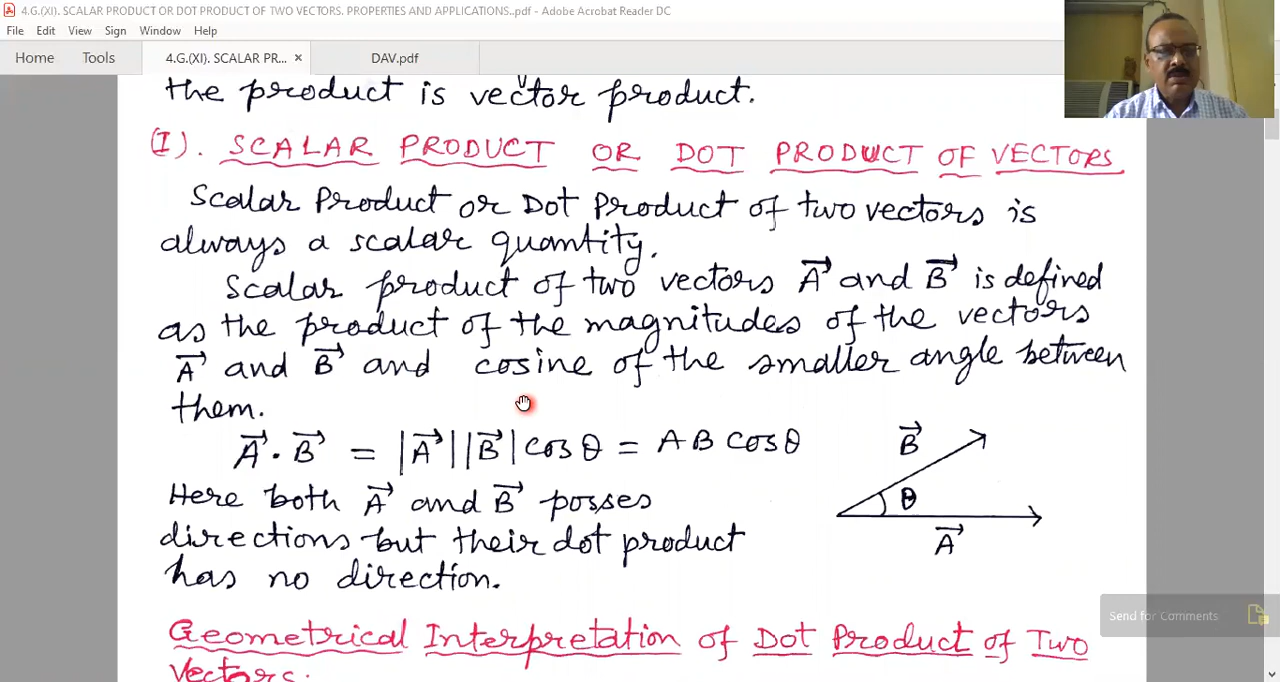 4.G.(XI). SCALAR PRODUCT OR DOT PRODUCT OF TWO VECTORS. PROPERTIES AND APPLICATIONS..pdf - Adobe Acrobat Reader DC
File Edit View Sign Window Help
Home Tools 4.G.(XI). SCALAR PR... × DAV.pdf
the product is vector product.
(I). SCALAR PRODUCT OR DOT PRODUCT OF VECTORS
Scalar Product or Dot Product of two vectors is
always a scalar quantity.
Scalar product of two vectors A⃗ and B⃗ is defined
as the product of the magnitudes of the vectors
A⃗ and B⃗ and cosine of the smaller angle between
them.
A⃗ . B⃗ = |A⃗||B⃗| cos θ = A B cos θ
B⃗
θ
A⃗
Here both A⃗ and B⃗ posses
directions but their dot product
has no direction.
Send for Comments
Geometrical Interpretation of Dot Product of Two
Vectors.